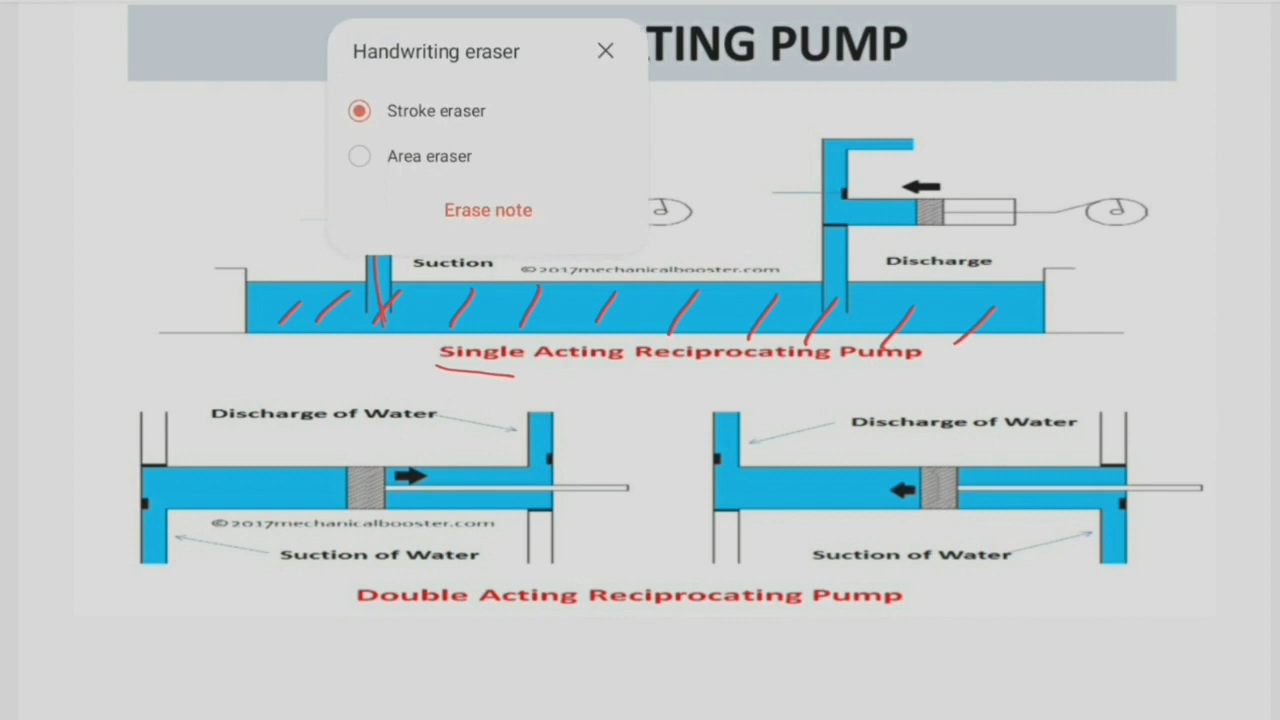 TING PUMP
Handwriting eraser
Stroke eraser
Area eraser
Erase note
Suction
©2017mechanicalbooster.com
Discharge
Single Acting Reciprocating Pump
Discharge of Water
Discharge of Water
©2017mechanicalbooster.com
Suction of Water
Suction of Water
Double Acting Reciprocating Pump